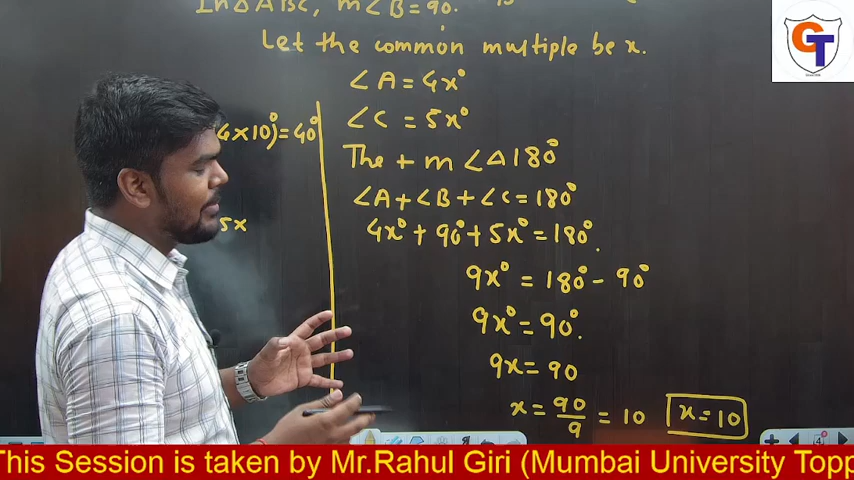 In △ABC, m∠B=90°.
Let the common multiple be x.
∠A = 4x°
∠C = 5x°
The + m ∠△180°
∠A+∠B+∠C=180°
4x°+90°+5x°=180°.
9x° = 180°-90°
9x°=90°.
9x= 90
x = 90/9 = 10 x=10
4×10)°=40°
5x
GT
This Session is taken by Mr.Rahul Giri (Mumbai University Topp